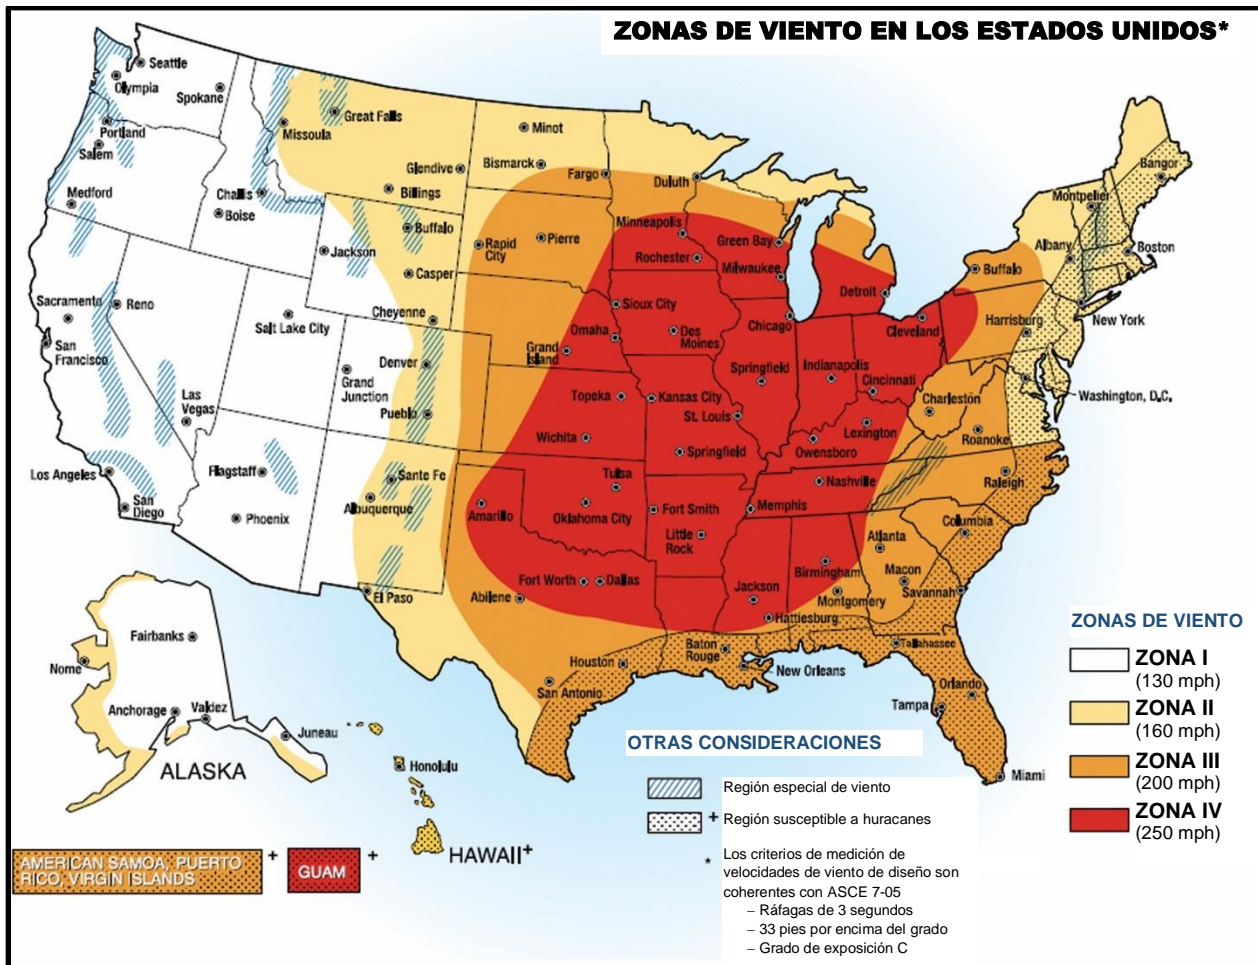 ZONAS DE VIENTO EN LOS ESTADOS UNIDOS*
Seattle
Olympia
Spokane
Portland
Salem
Medford
Missoula
Great Falls
Glendive
Billings
Challis
Boise
Minot
Bismarck
Fargo
Duluth
Bangor
Montpelier
Buffalo
Jackson
Casper
Rapid
City
Pierre
Minneapolis
Rochester
Green Bay
Milwaukee
Albany
Boston
Buffalo
Detroit
Sacramento
Reno
San
Francisco
Salt Lake City
Cheyenne
Sioux City
Omaha
Des
Moines
Chicago
Cleveland
Harrisburg
New York
Grand
Island
Denver
Grand
Junction
Pueblo
Las
Vegas
Springfield
Indianapolis
Cincinnati
Washington, D.C.
Topeka
Kansas City
St. Louis
Charleston
Lexington
Roanoke
Wichita
Springfield
Owensboro
Los Angeles
San
Diego
Flagstaff
Sante Fe
Albuquerque
Phoenix
Tulsa
Nashville
Raleigh
Amarillo
Oklahoma City
Fort Smith
Memphis
Little
Rock
Columbia
Atlanta
El Paso
Abilene
Fort Worth
Dallas
Birmingham
Macon
Savannah
Jackson
Montgomery
Hattiesburg
Houston
Baton
Rouge
New Orleans
Tallahassee
San Antonio
Orlando
Tampa
Miami
Fairbanks
Nome
Anchorage
Valdez
Juneau
ALASKA
Honolulu
HAWAII+
AMERICAN SAMOA, PUERTO
RICO, VIRGIN ISLANDS
+
GUAM
+
OTRAS CONSIDERACIONES
Región especial de viento
+ Región susceptible a huracanes
* Los criterios de medición de
velocidades de viento de diseño son
coherentes con ASCE 7-05
– Ráfagas de 3 segundos
– 33 pies por encima del grado
– Grado de exposición C
ZONAS DE VIENTO
ZONA I
(130 mph)
ZONA II
(160 mph)
ZONA III
(200 mph)
ZONA IV
(250 mph)